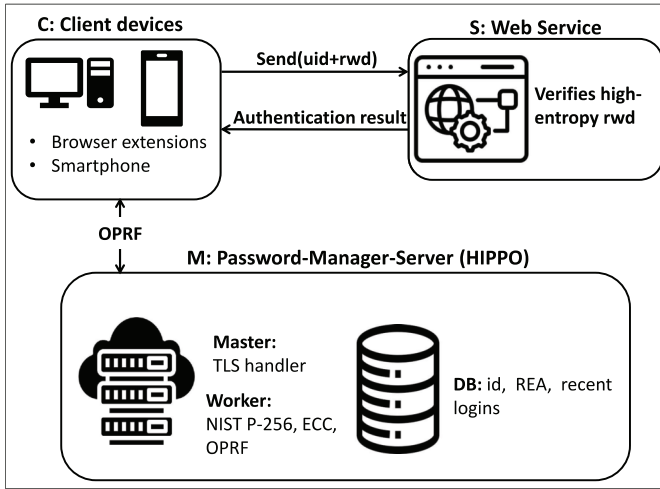 C: Client devices
S: Web Service
Send(uid+rwd)
Authentication result
Verifies high-
entropy rwd
• Browser extensions
• Smartphone
OPRF
M: Password-Manager-Server (HIPPO)
Master:
TLS handler
Worker:
NIST P-256, ECC,
OPRF
DB: id, REA, recent
logins